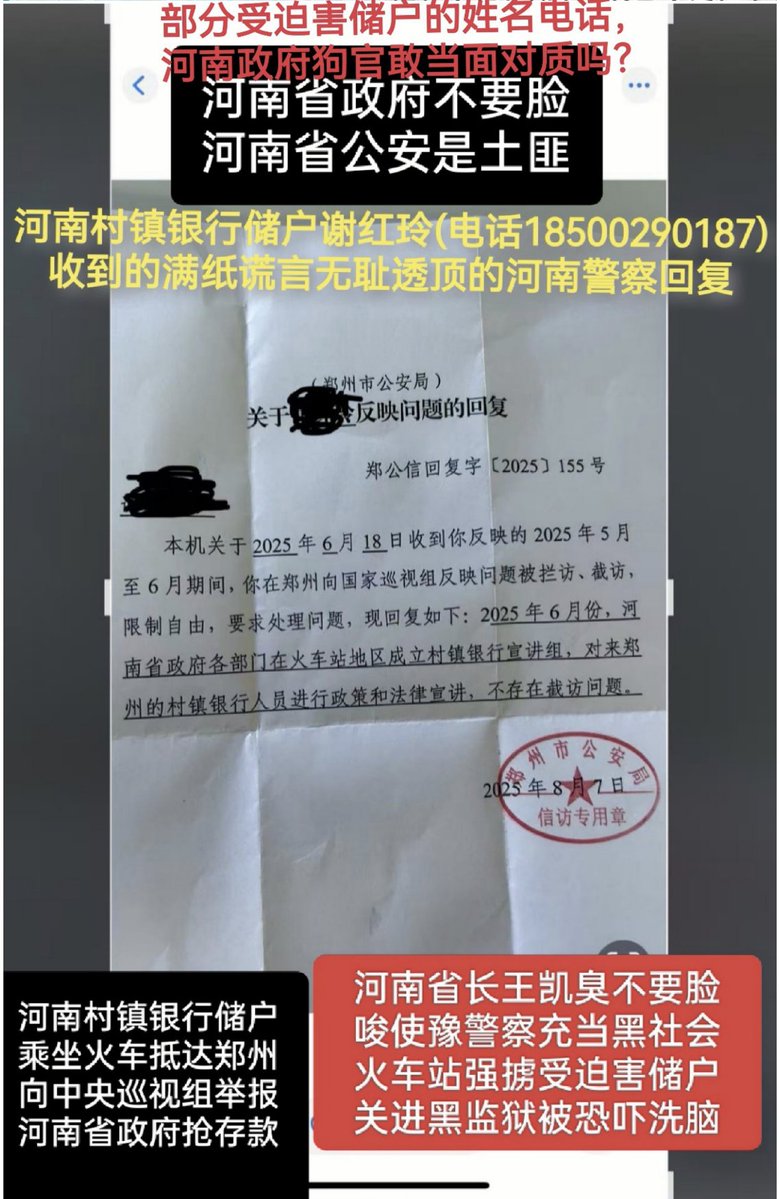 部分受迫害储户的姓名电话，
河南政府狗官敢当面对质吗？
河南省政府不要脸
河南省公安是土匪
河南村镇银行储户谢红玲(电话18500290187)
收到的满纸谎言无耻透顶的河南警察回复
（郑州市公安局）
关于反映问题的回复
郑公信回复字〔2025〕155号
本机关于2025年6月18日收到你反映的2025年5月
至6月期间，你在郑州向国家巡视组反映问题被拦访、截访，
限制自由，要求处理问题，现回复如下：2025年6月份，河
南省政府各部门在火车站地区成立村镇银行宣讲组，对来郑
州的村镇银行人员进行政策和法律宣讲，不存在截访问题。
郑州市公安局
2025年8月7日
信访专用章
河南村镇银行储户
乘坐火车抵达郑州
向中央巡视组举报
河南省政府抢存款
河南省长王凯臭不要脸
唆使豫警察充当黑社会
火车站强掳受迫害储户
关进黑监狱被恐吓洗脑